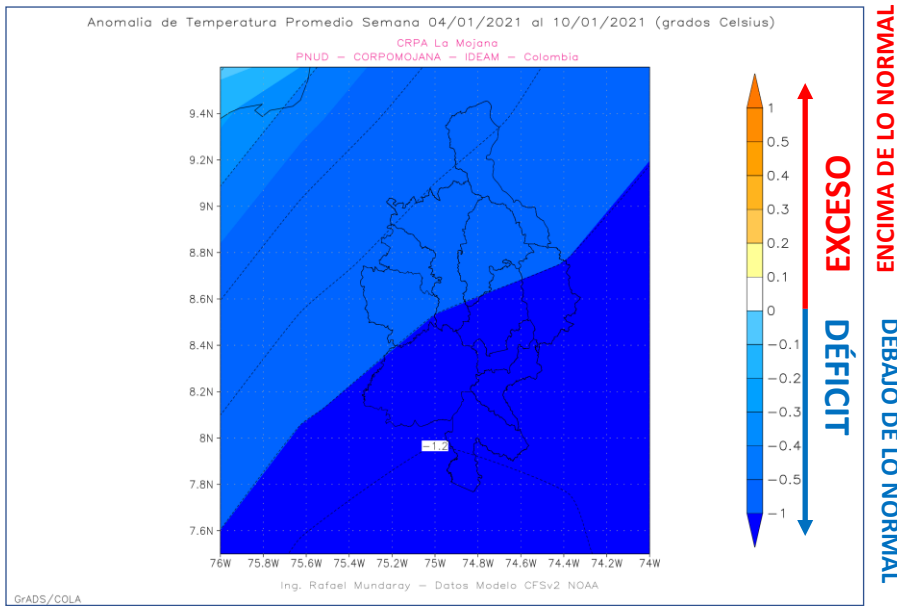 Anomalia de Temperatura Promedio Semana 04/01/2021 al 10/01/2021 (grados Celsius)
CRPA La Mojana
PNUD – CORPOMOJANA – IDEAM – Colombia
9.4N
9.2N
9N
8.8N
8.6N
8.4N
8.2N
8N
7.8N
7.6N
−1.2
76W 75.8W 75.6W 75.4W 75.2W 75W 74.8W 74.6W 74.4W 74.2W 74W
1
0.5
0.4
0.3
0.2
0.1
0
−0.1
−0.2
−0.3
−0.4
−0.5
−1
EXCESO
DÉFICIT
ENCIMA DE LO NORMAL
DEBAJO DE LO NORMAL
Ing. Rafael Mundaray – Datos Modelo CFSv2 NOAA
GrADS/COLA